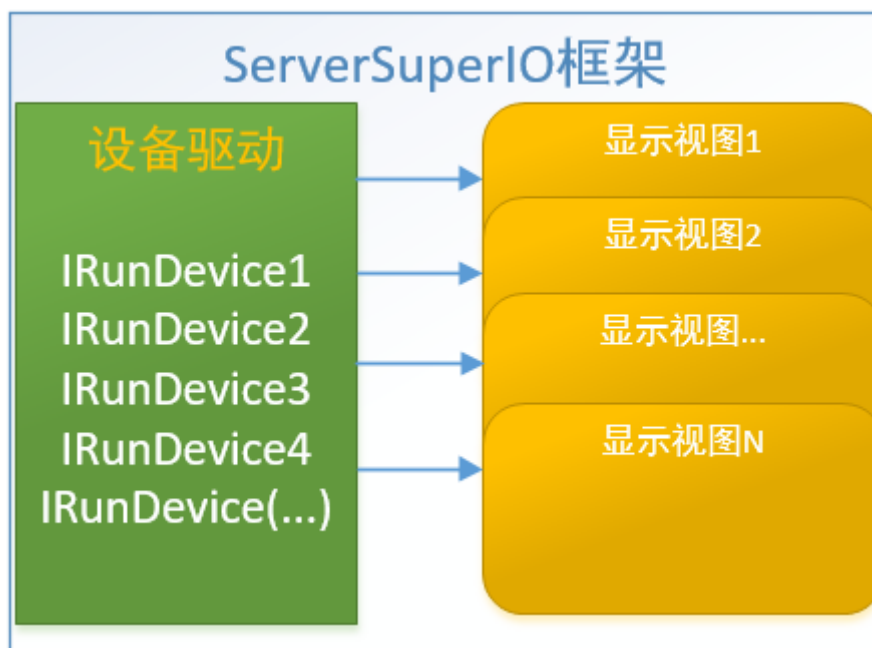 ServerSuperIO框架
设备驱动
IRunDevice1
IRunDevice2
IRunDevice3
IRunDevice4
IRunDevice(...)
显示视图1
显示视图2
显示视图...
显示视图N